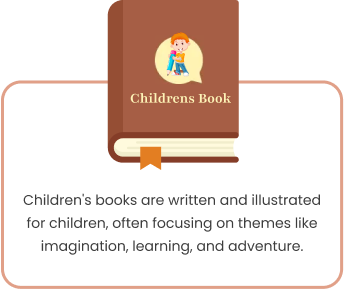 Childrens Book
Children's books are written and illustrated
for children, often focusing on themes like
imagination, learning, and adventure.